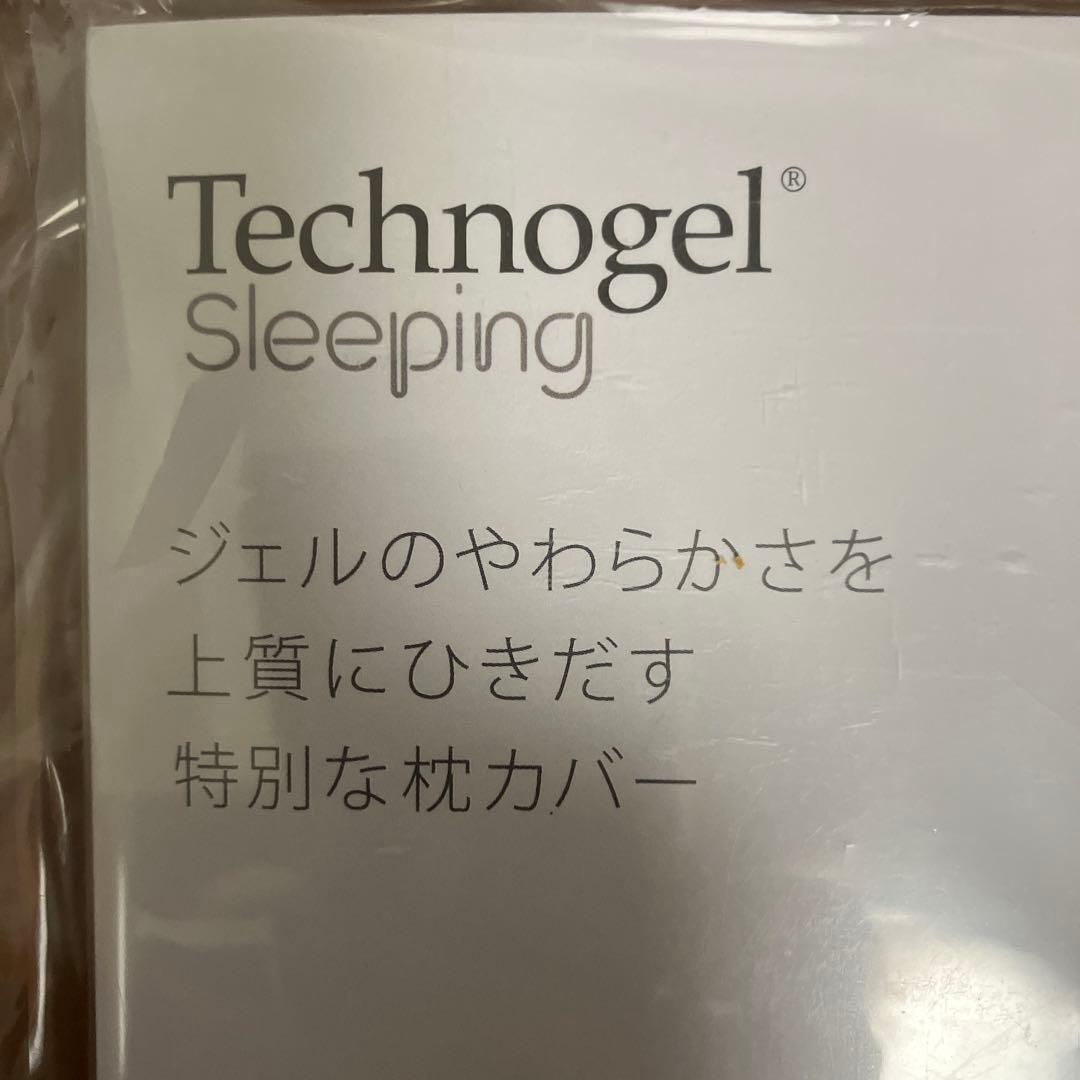 Technogel®
Sleeping
ジェルのやわらかさを
上質にひきだす
特別な枕カバー